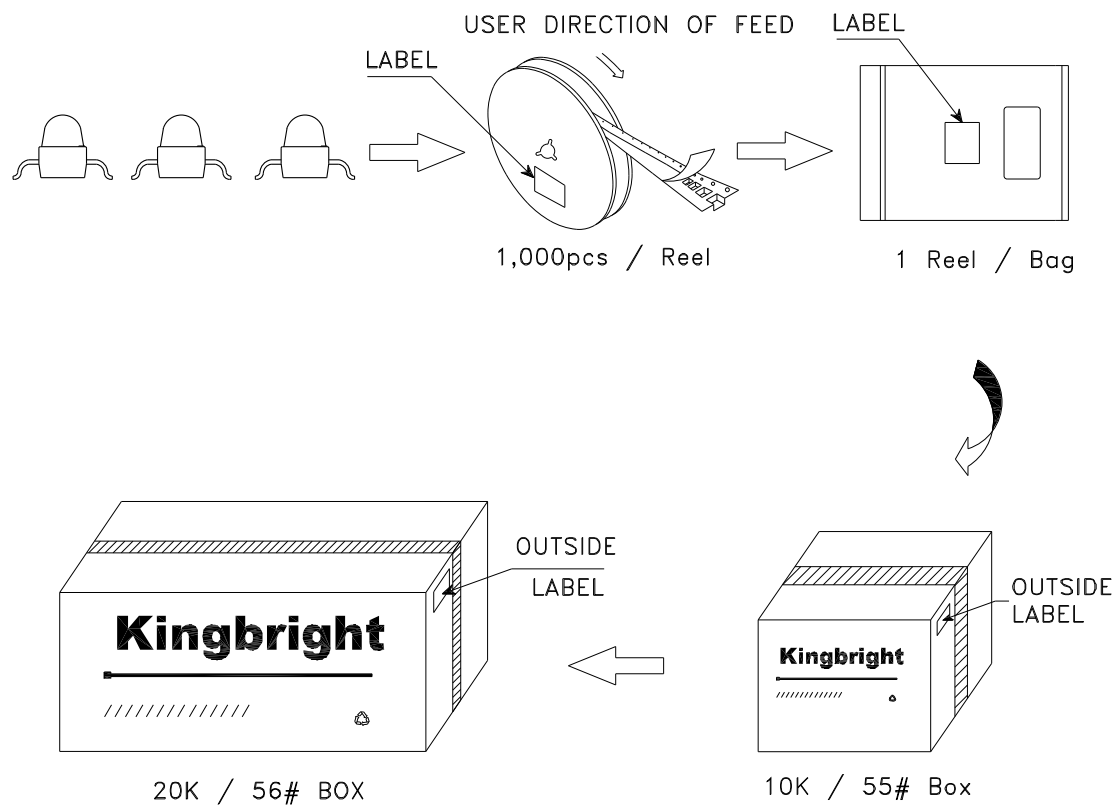 USER DIRECTION OF FEED
LABEL
LABEL
1,000pcs / Reel
1 Reel / Bag
OUTSIDE
LABEL
Kingbright
20K / 56# BOX
OUTSIDE
LABEL
Kingbright
10K / 55# Box